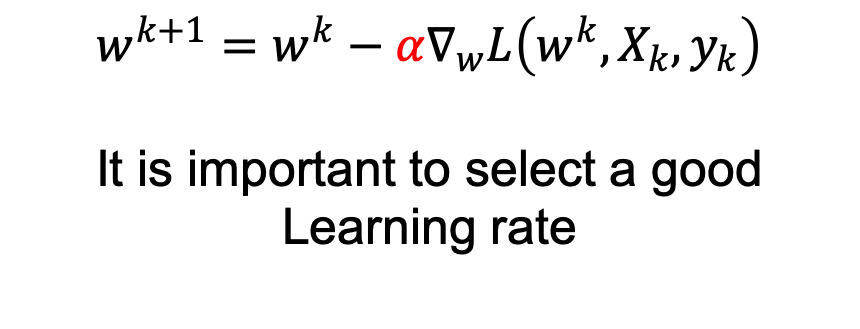 w^{k+1} = w^k − α∇_w L(w^k, X_k, y_k)
It is important to select a good
Learning rate